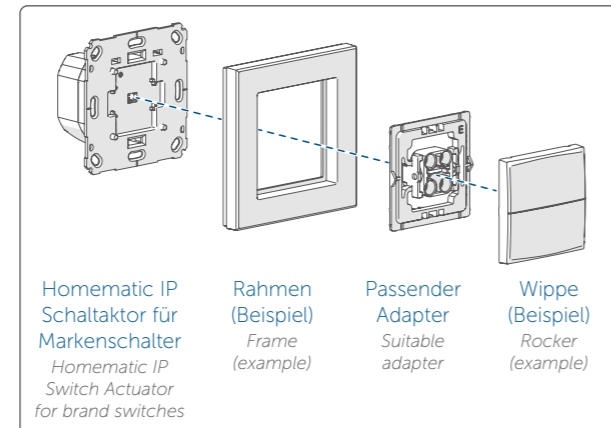 E
Homematic IP
Schaltaktor für
Markenschalter
Homematic IP
Switch Actuator
for brand switches
Rahmen
(Beispiel)
Frame
(example)
Passender
Adapter
Suitable
adapter
Wippe
(Beispiel)
Rocker
(example)